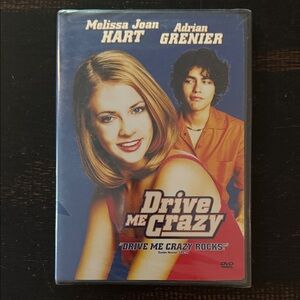 Melissa Joan
HART
Adrian
GRENIER
Drive
ME Crazy
"DRIVE ME CRAZY ROCKS"
DVD